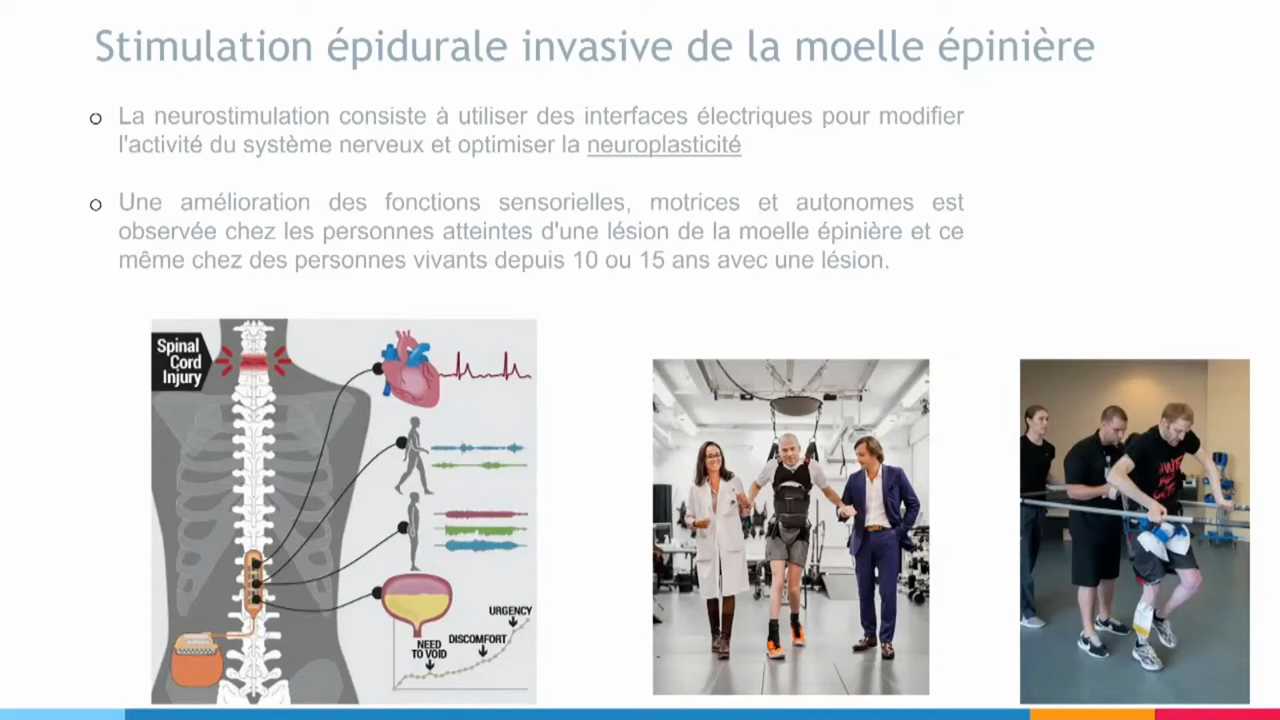 Stimulation épidurale invasive de la moelle épinière
La neurostimulation consiste à utiliser des interfaces électriques pour modifier
l'activité du système nerveux et optimiser la neuroplasticité
Une amélioration des fonctions sensorielles, motrices et autonomes est
observée chez les personnes atteintes d'une lésion de la moelle épinière et ce
même chez des personnes vivants depuis 10 ou 15 ans avec une lésion.
Spinal
Cord
Injury
URGENCY
DISCOMFORT
NEED
TO VOID